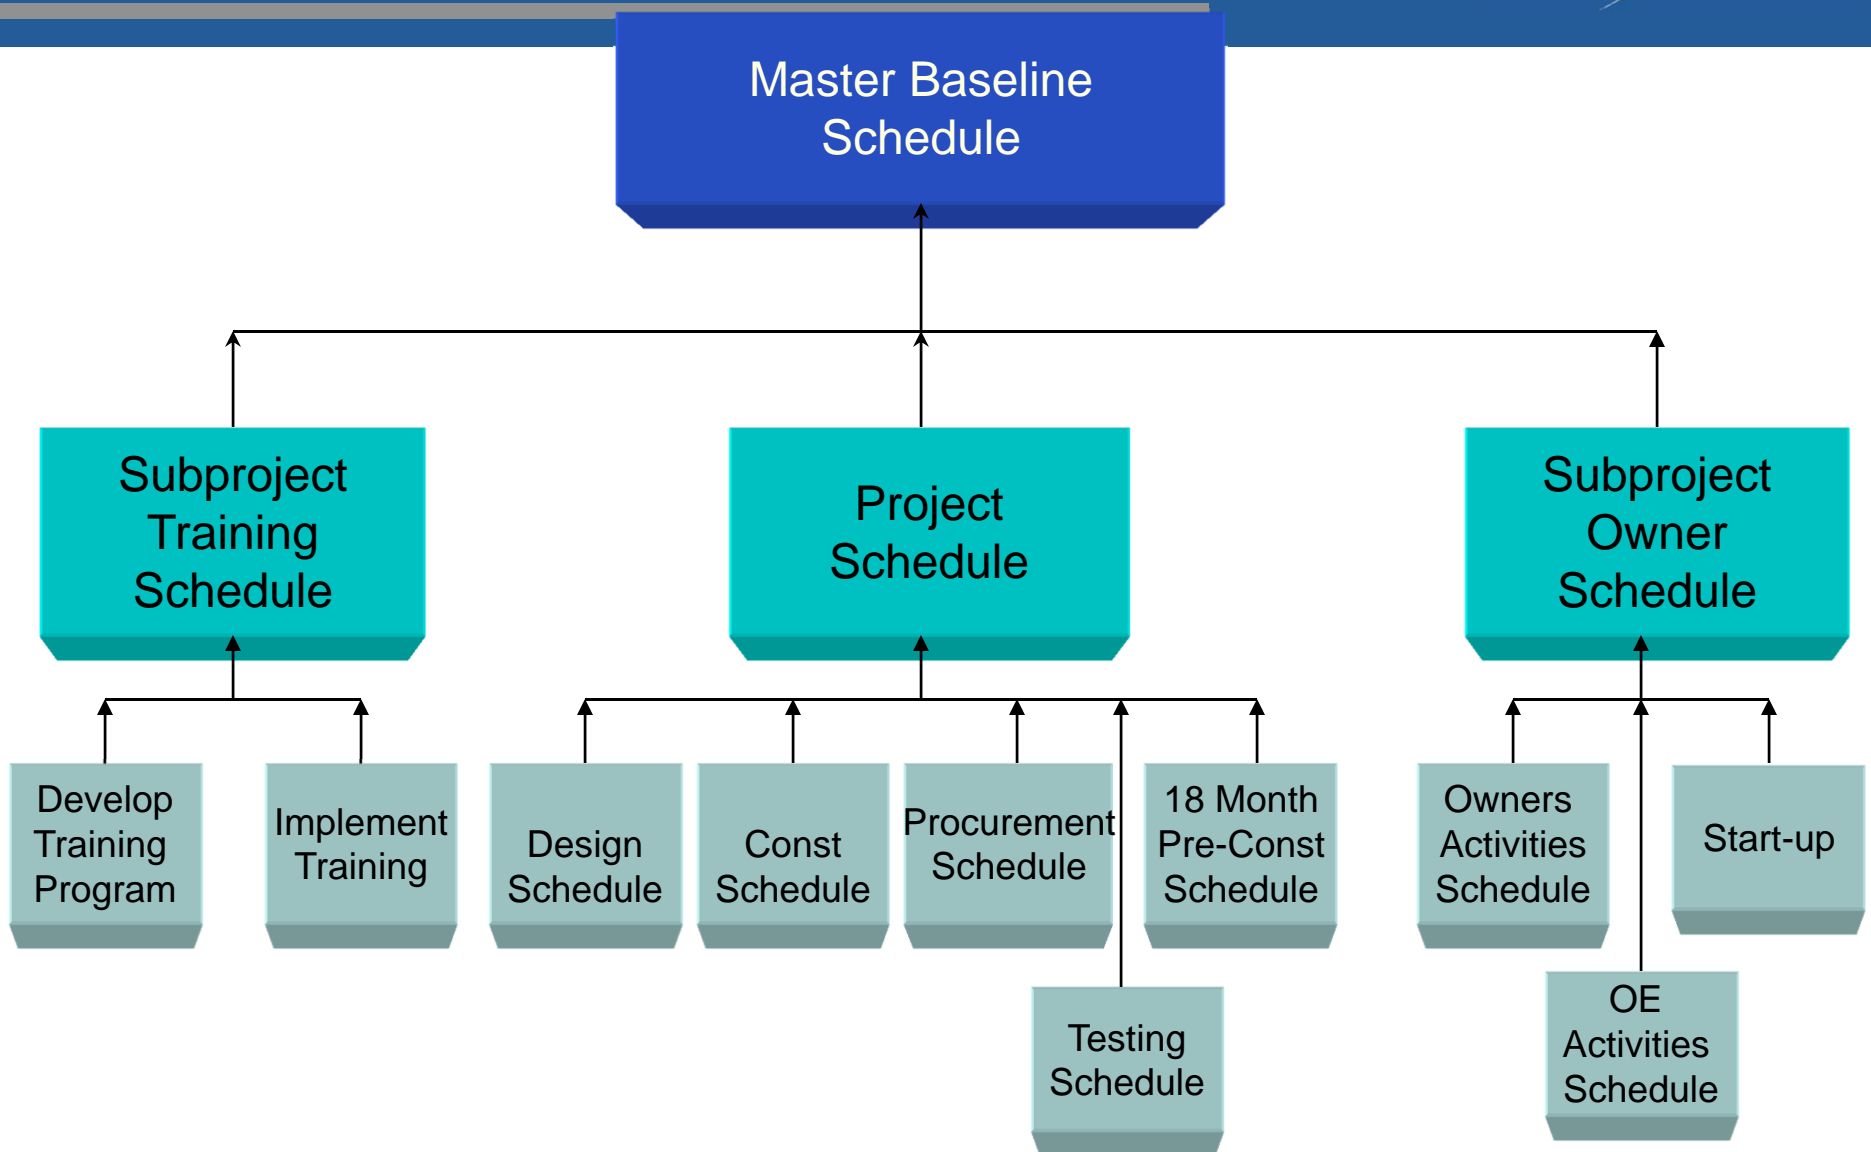 Master Baseline
Schedule
Subproject
Training
Schedule
Project
Schedule
Subproject
Owner
Schedule
Develop
Training
Program
Implement
Training
Design
Schedule
Const
Schedule
Procurement
Schedule
18 Month
Pre-Const
Schedule
Owners
Activities
Schedule
Start-up
Testing
Schedule
OE
Activities
Schedule